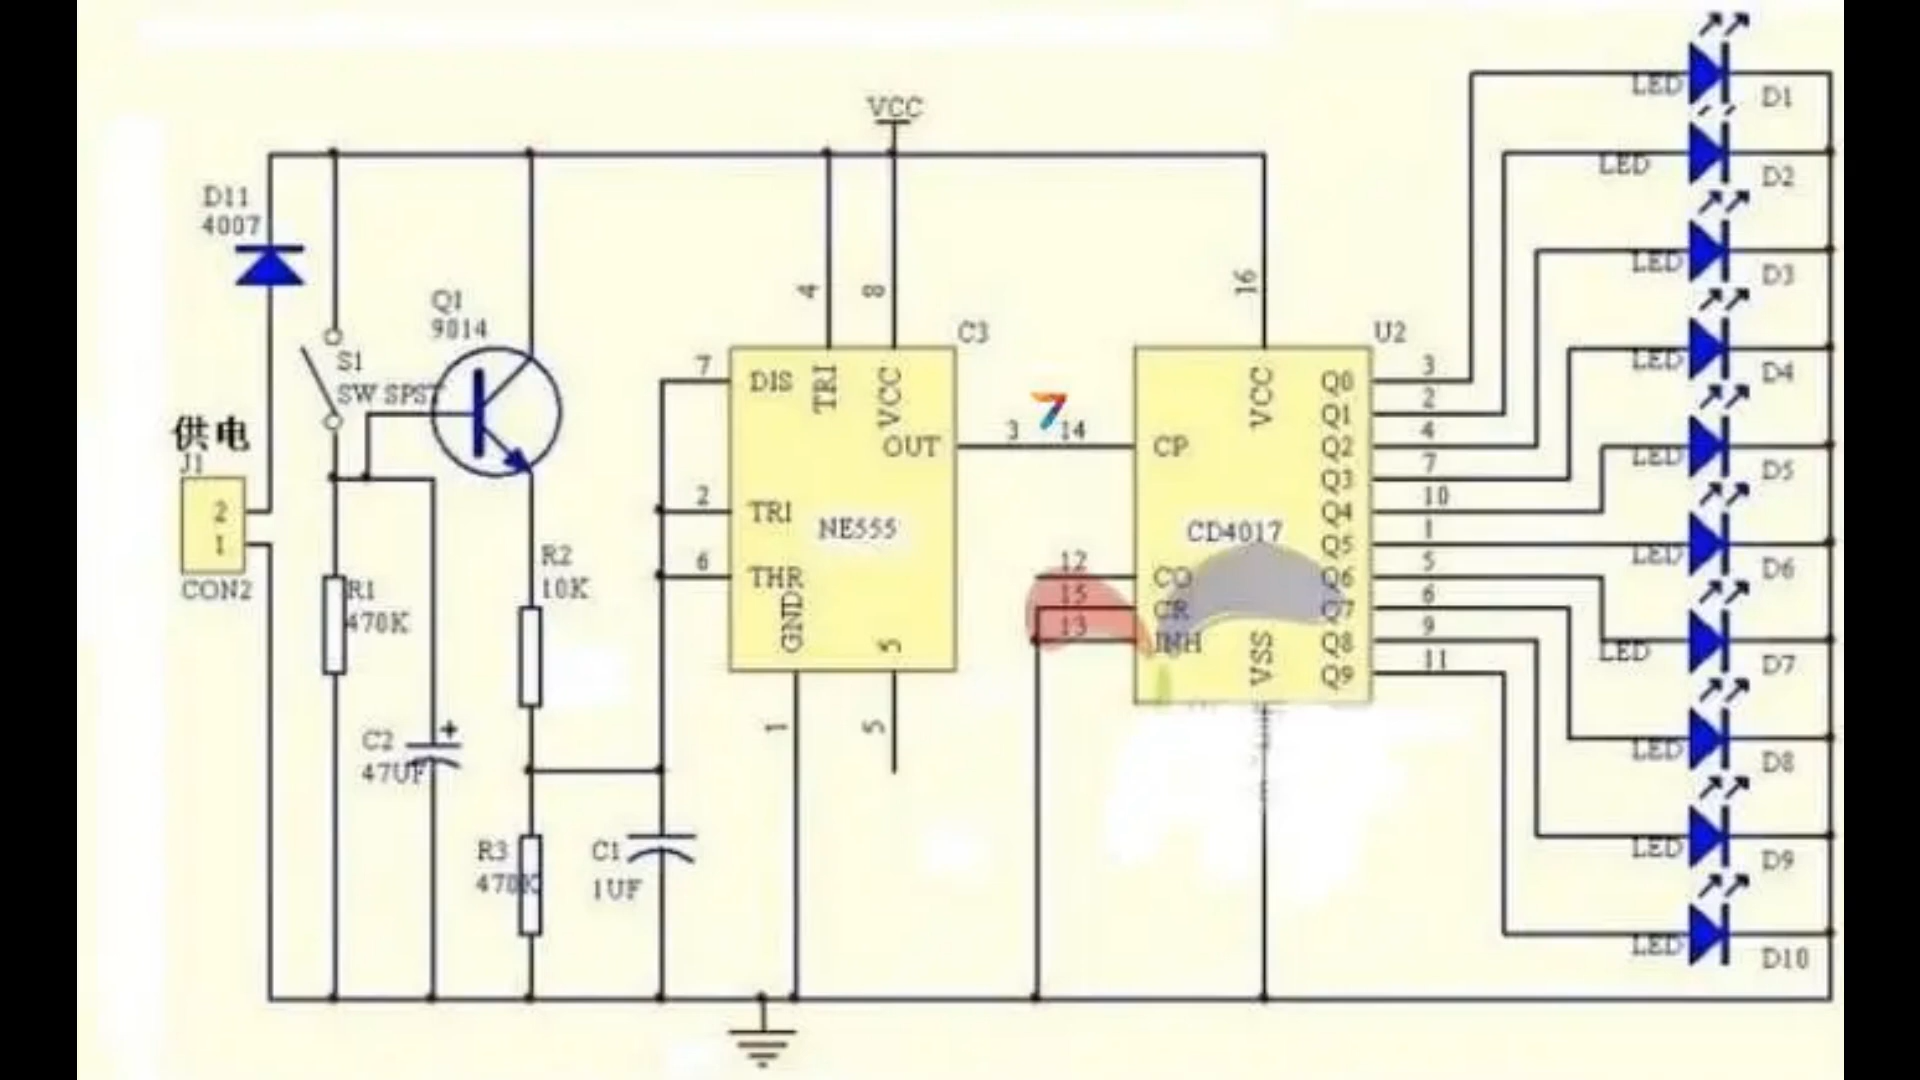 VCC
D11
4007
S1
SW SPST
Q1
9014
供电
J1
2
1
CON2
R1
470K
C2
+
47UF
R2
10K
R3
470K
C1
1UF
C3
4
8
7
DIS
TRI
VCC
OUT
3
2
TRI
6
THR
NE555
GND
5
1
5
14
U2
16
VCC
CP
CD4017
12
CO
15
CR
13
INH
VSS
Q0
3
Q1
2
Q2
4
Q3
7
Q4
10
Q5
1
Q6
5
Q7
6
Q8
9
Q9
11
LED
D1
LED
D2
LED
D3
LED
D4
LED
D5
LED
D6
LED
D7
LED
D8
LED
D9
LED
D10